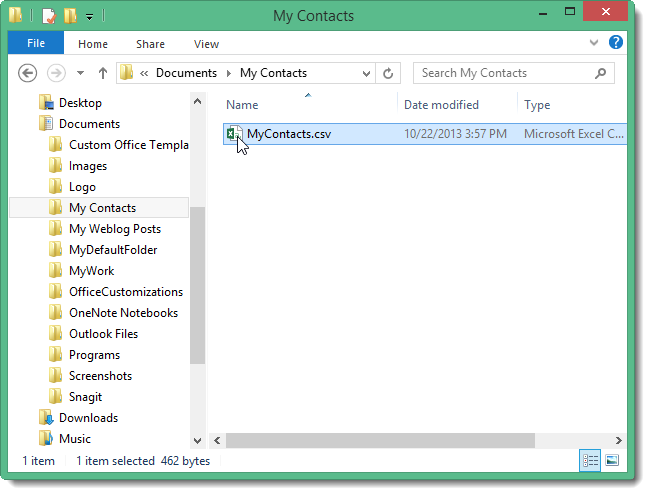 My Contacts
File Home Share View
« Documents My Contacts Search My Contacts
Name Date modified Type
Desktop
Documents
Custom Office Templa
Images
Logo
My Contacts
My Weblog Posts
MyDefaultFolder
MyWork
OfficeCustomizations
OneNote Notebooks
Outlook Files
Programs
Screenshots
Snagit
Downloads
Music
MyContacts.csv 10/22/2013 3:57 PM Microsoft Excel C...
1 item 1 item selected 462 bytes